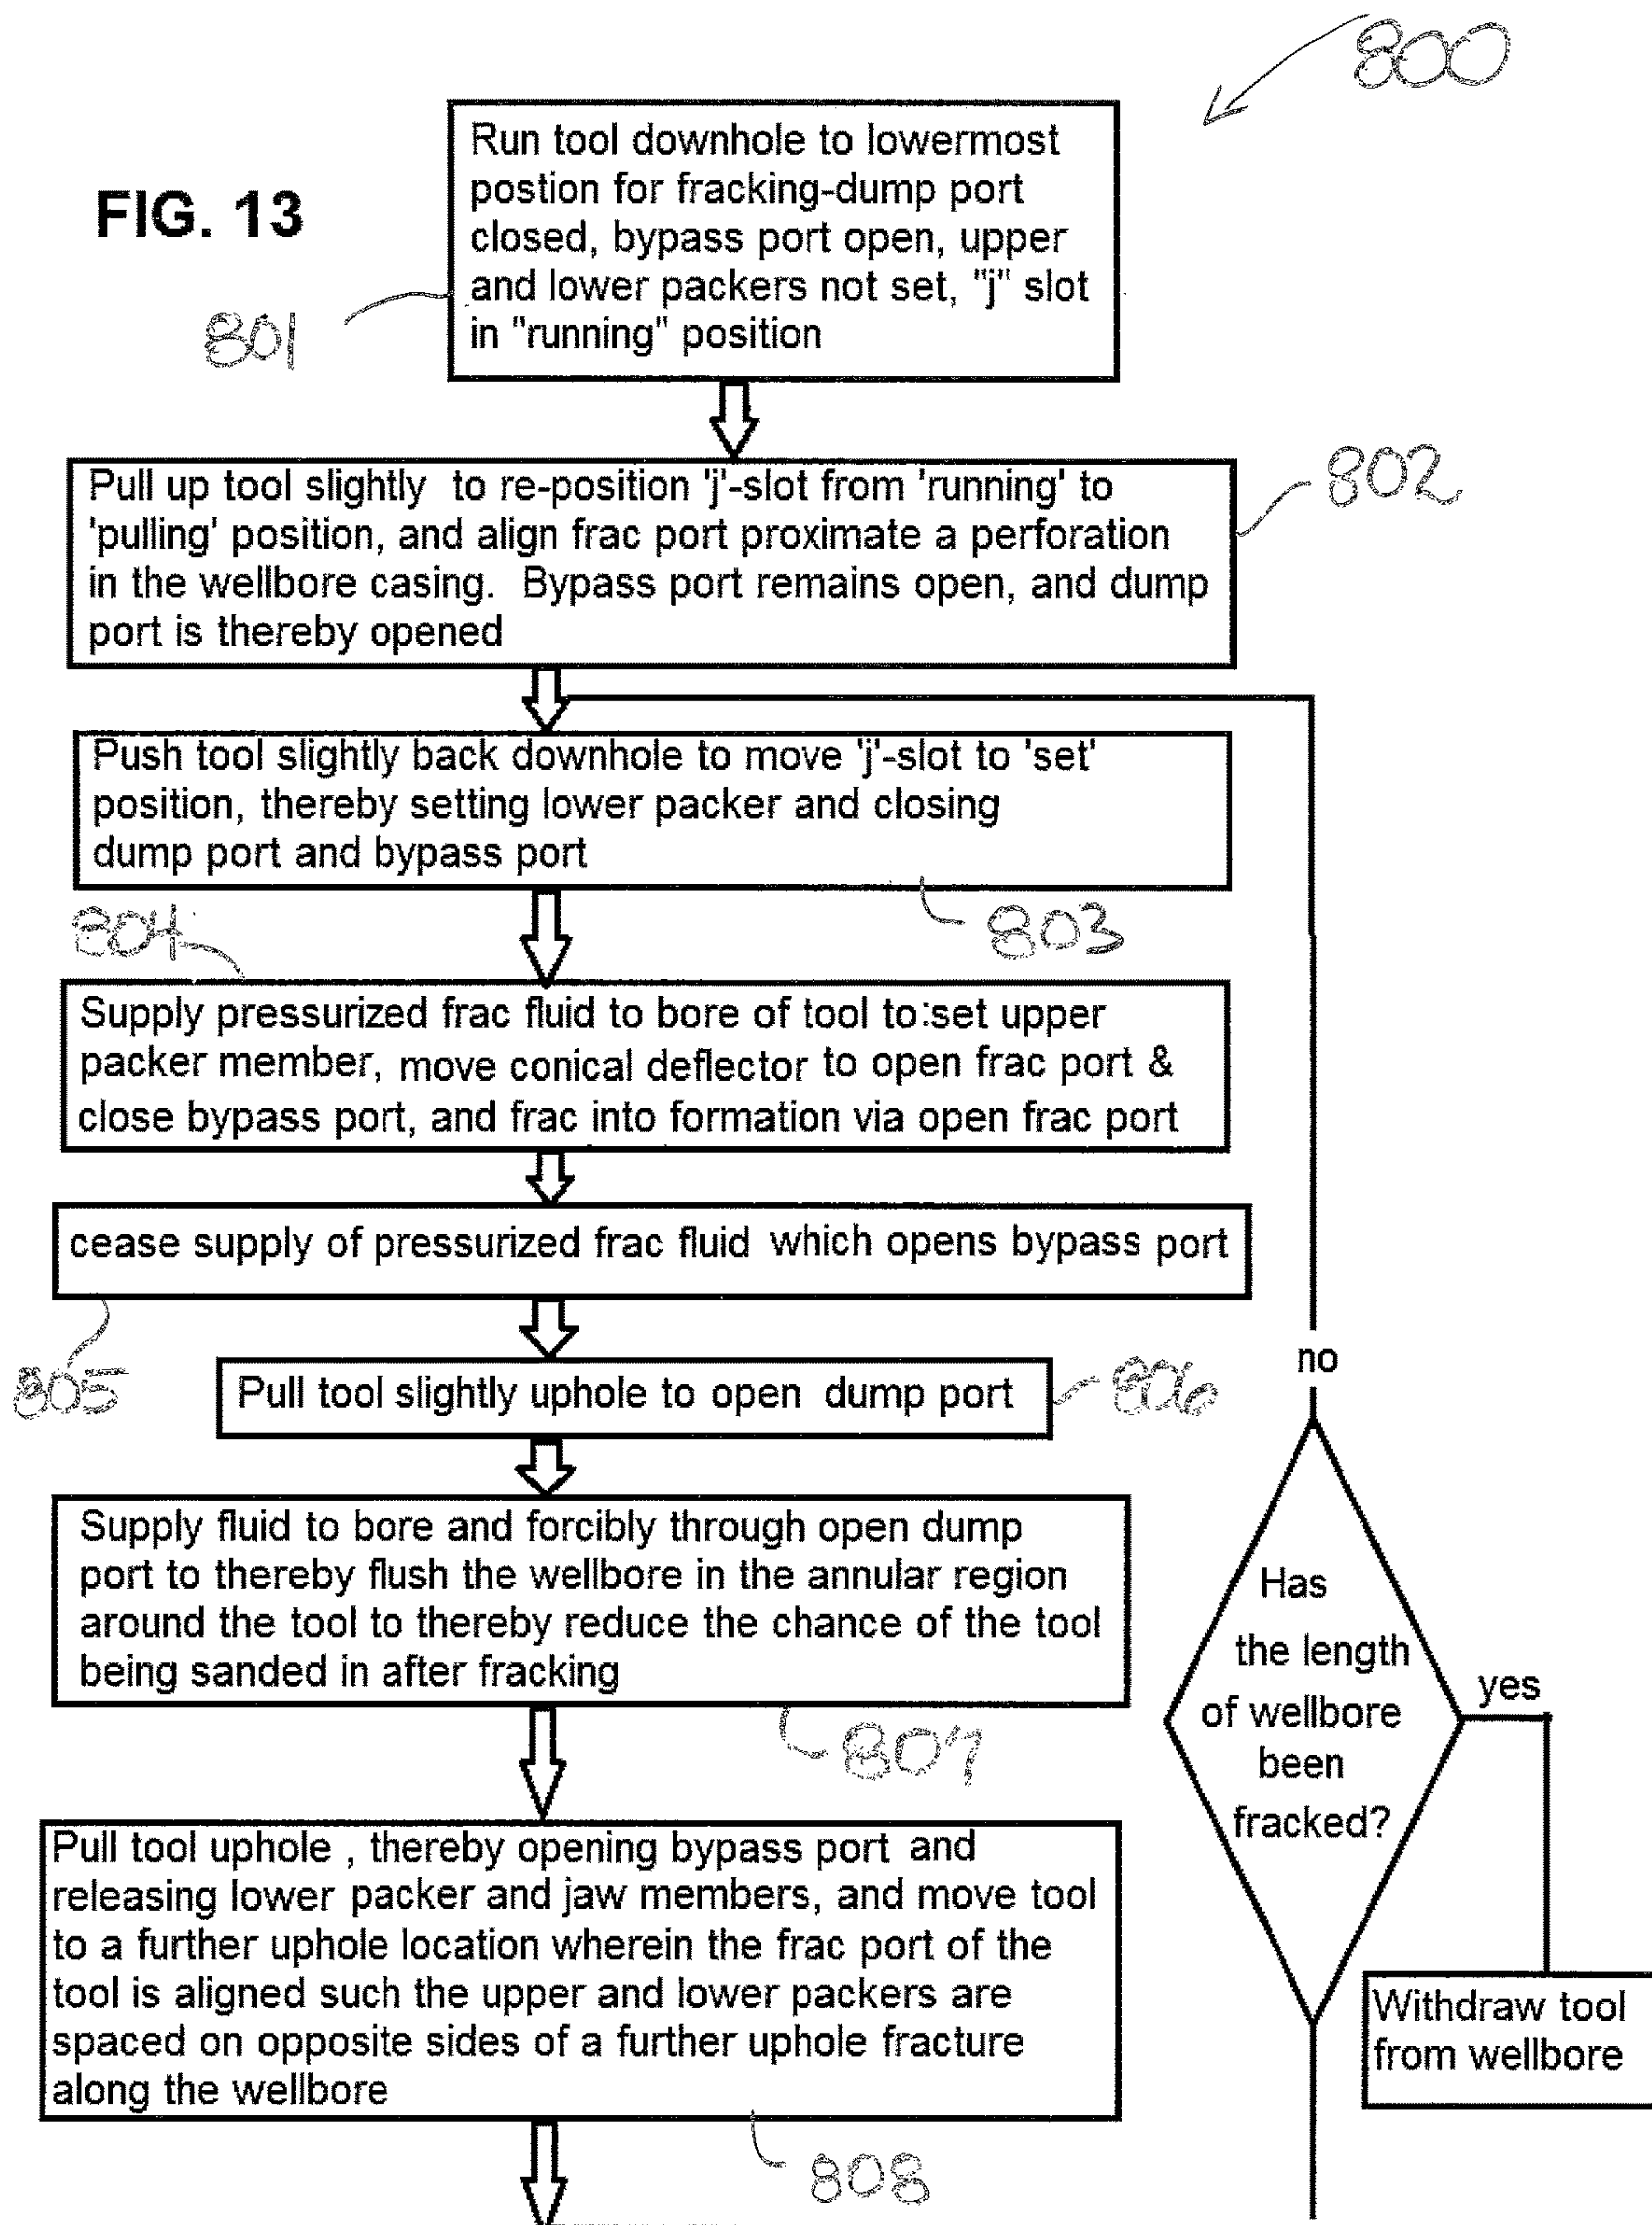 800
FIG. 13
Run tool downhole to lowermost
postion for fracking-dump port
closed, bypass port open, upper
and lower packers not set, "j" slot
in "running" position
801
Pull up tool slightly to re-position 'j'-slot from 'running' to
'pulling' position, and align frac port proximate a perforation
in the wellbore casing. Bypass port remains open, and dump
port is thereby opened
802
Push tool slightly back downhole to move 'j'-slot to 'set'
position, thereby setting lower packer and closing
dump port and bypass port
803
804
Supply pressurized frac fluid to bore of tool to:set upper
packer member, move conical deflector to open frac port &
close bypass port, and frac into formation via open frac port
cease supply of pressurized frac fluid which opens bypass port
805
Pull tool slightly uphole to open dump port
806
Supply fluid to bore and forcibly through open dump
port to thereby flush the wellbore in the annular region
around the tool to thereby reduce the chance of the tool
being sanded in after fracking
807
Pull tool uphole , thereby opening bypass port and
releasing lower packer and jaw members, and move tool
to a further uphole location wherein the frac port of the
tool is aligned such the upper and lower packers are
spaced on opposite sides of a further uphole fracture
along the wellbore
808
no
Has
the length
of wellbore
been
fracked?
yes
Withdraw tool
from wellbore